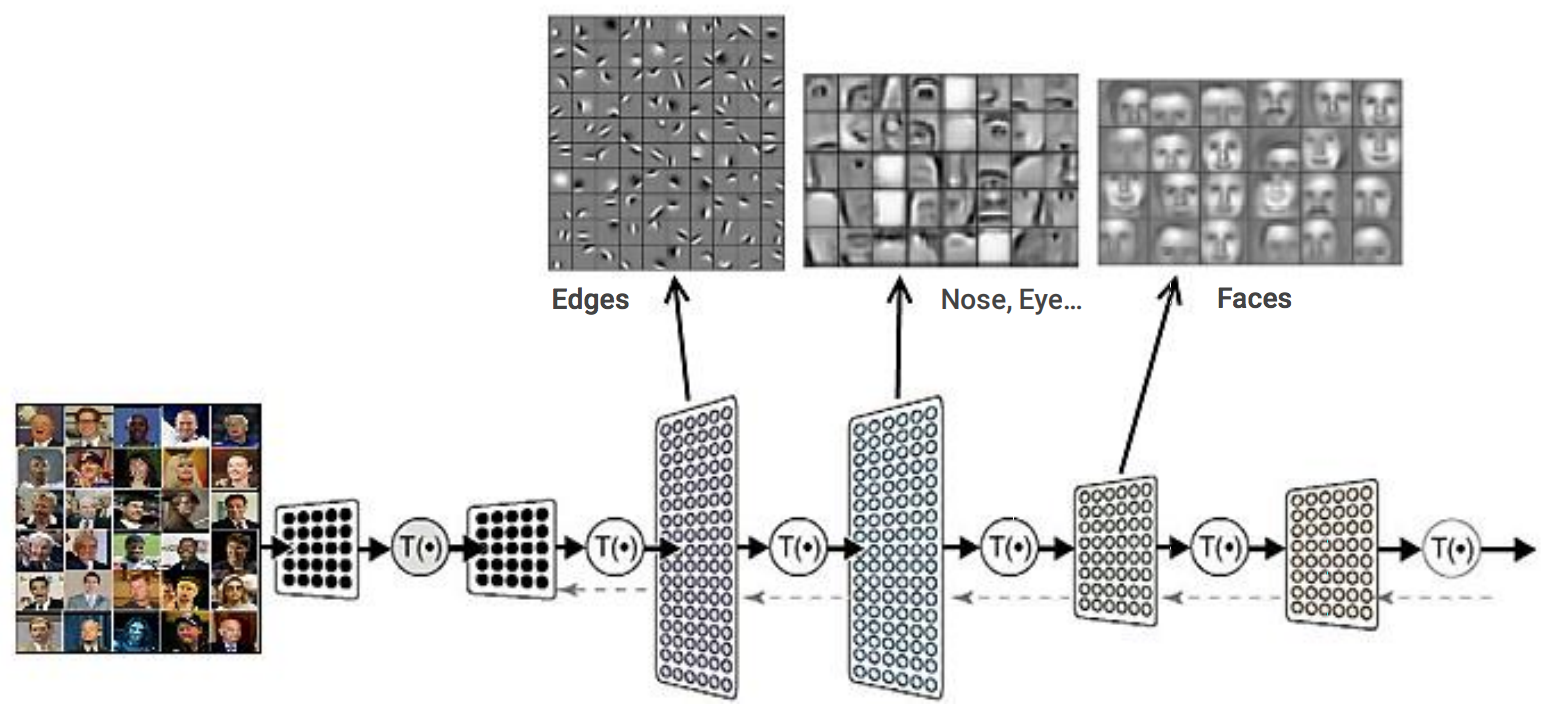 Edges
Nose, Eye...
Faces
T(•)
T(•)
T(•)
T(•)
T(•)
T(•)